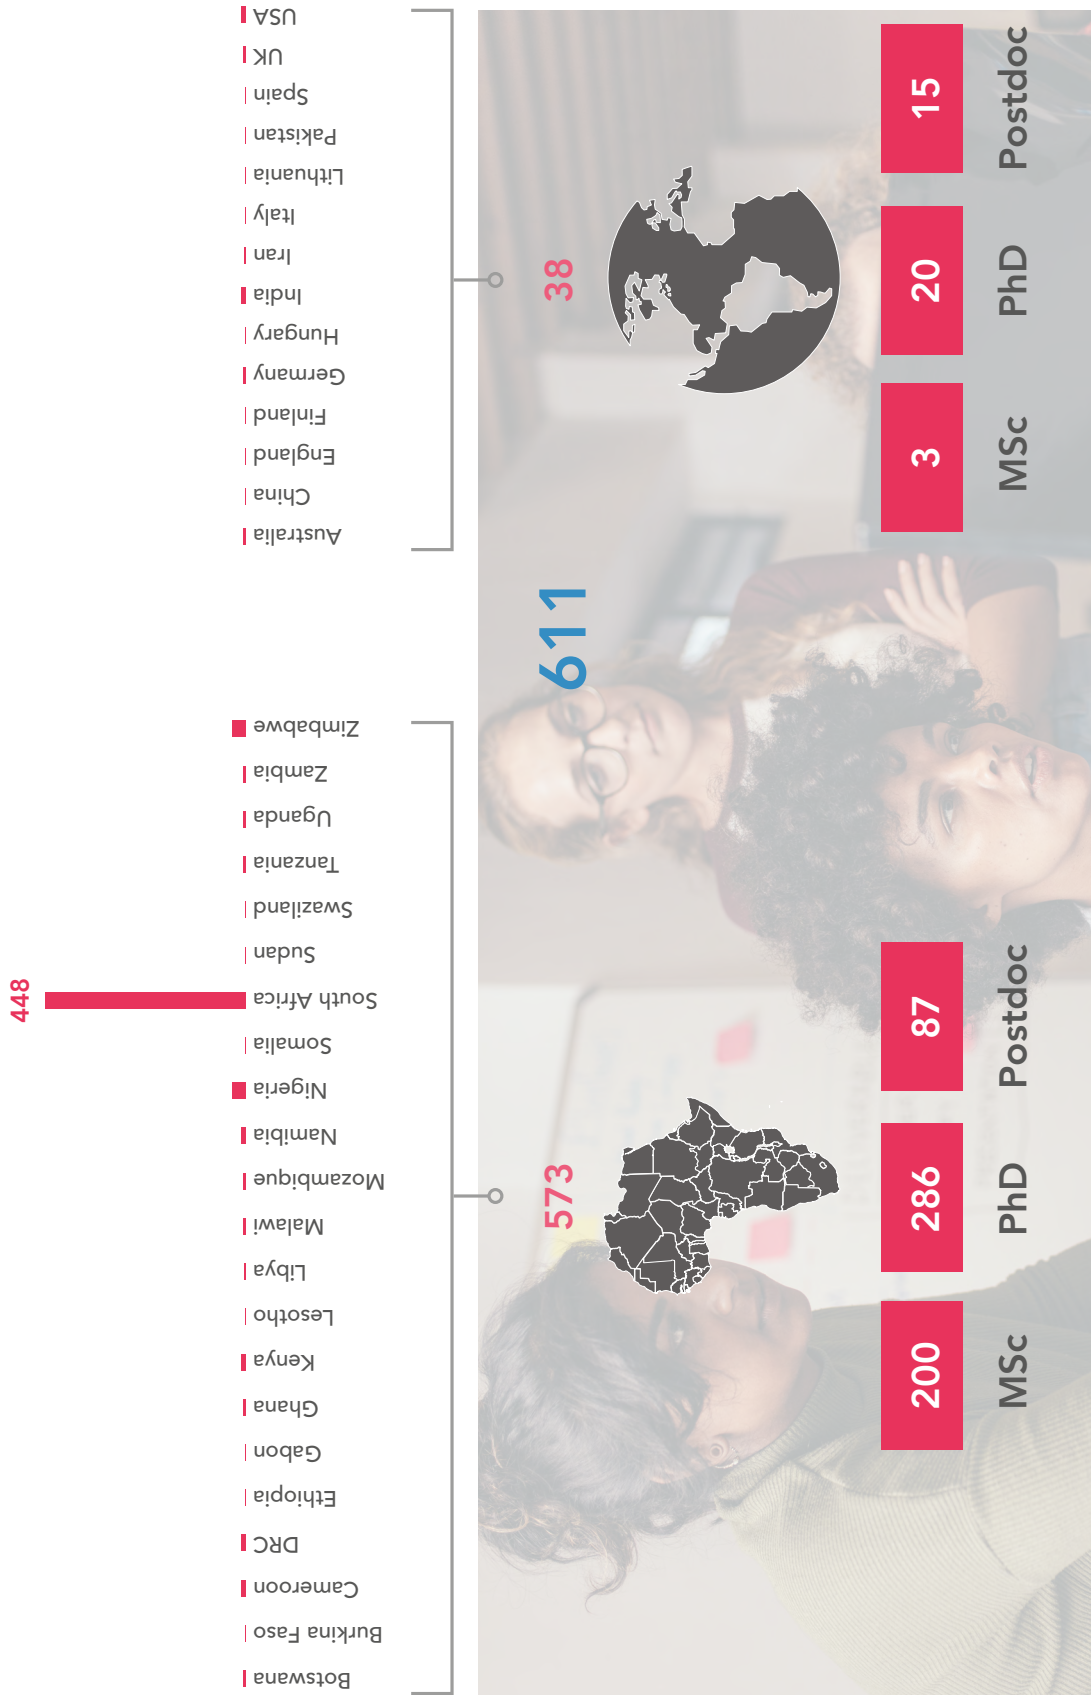 448
Botswana
Burkina Faso
Cameroon
DRC
Ethiopia
Gabon
Ghana
Kenya
Lesotho
Libya
Malawi
Mozambique
Namibia
Nigeria
Somalia
South Africa
Sudan
Swaziland
Tanzania
Uganda
Zambia
Zimbabwe
Australia
China
England
Finland
Germany
Hungary
India
Iran
Italy
Lithuania
Pakistan
Spain
UK
USA
573
611
38
200
286
87
3
20
15
MSc
PhD
Postdoc
MSc
PhD
Postdoc